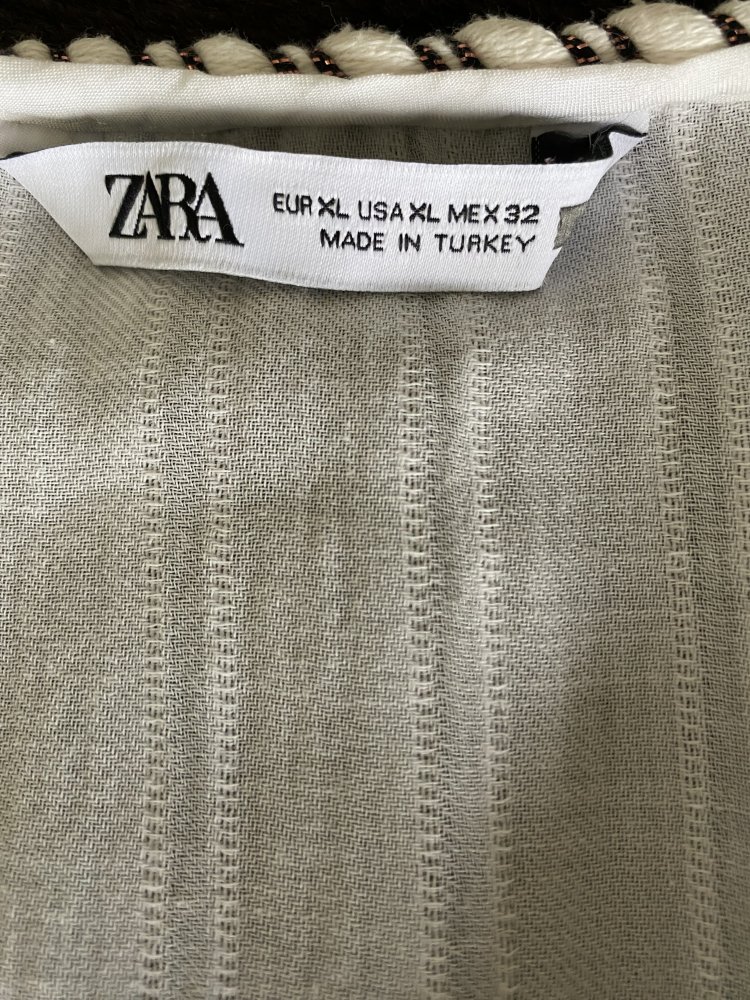 ZARA
EUR XL USA XL MEX 32
MADE IN TURKEY